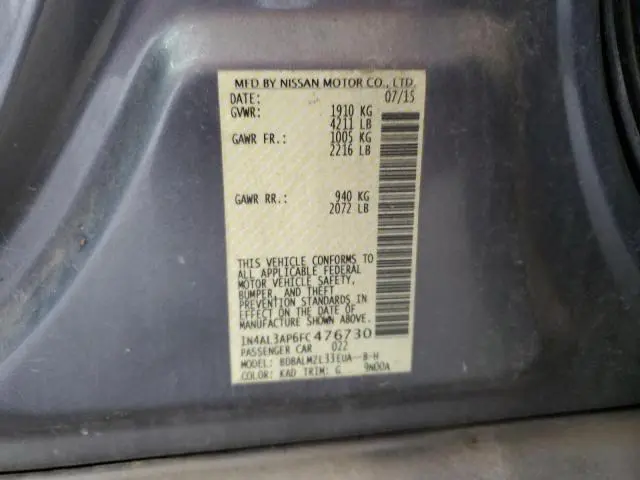 MFD BY NISSAN MOTOR CO., LTD.
DATE: 07/15
GVWR: 1910 KG
4211 LB
GAWR FR.: 1005 KG
2216 LB
GAWR RR.: 940 KG
2072 LB
THIS VEHICLE CONFORMS TO
ALL APPLICABLE FEDERAL
MOTOR VEHICLE SAFETY,
BUMPER, AND THEFT
PREVENTION STANDARDS IN
EFFECT ON THE DATE OF
MANUFACTURE SHOWN ABOVE.
1N4AL3AP6FC476730
PASSENGER CAR 022
MODEL: BDBALMZL33EUA--B-H
COLOR: KAD TRIM: G 9N00A